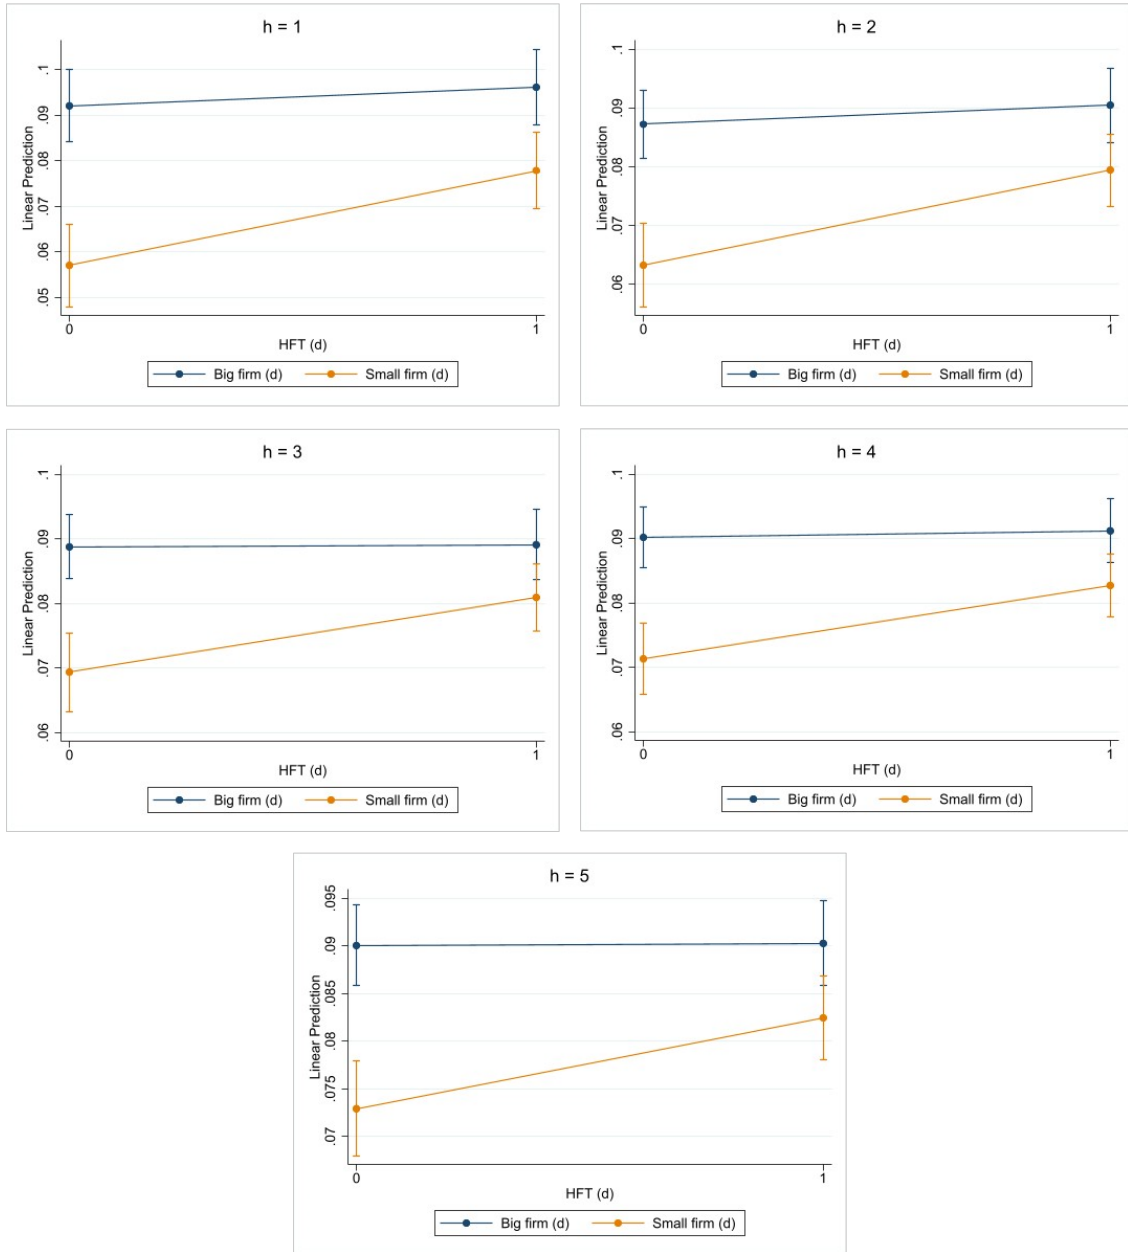 h = 1
Linear Prediction
.1
.09
.08
.07
.06
.05
0 1
HFT (d)
Big firm (d) Small firm (d)
h = 2
Linear Prediction
.1
.09
.08
.07
.06
0 1
HFT (d)
Big firm (d) Small firm (d)
h = 3
Linear Prediction
.1
.09
.08
.07
.06
0 1
HFT (d)
Big firm (d) Small firm (d)
h = 4
Linear Prediction
.1
.09
.08
.07
.06
0 1
HFT (d)
Big firm (d) Small firm (d)
h = 5
Linear Prediction
.095
.09
.085
.08
.075
.07
0 1
HFT (d)
Big firm (d) Small firm (d)